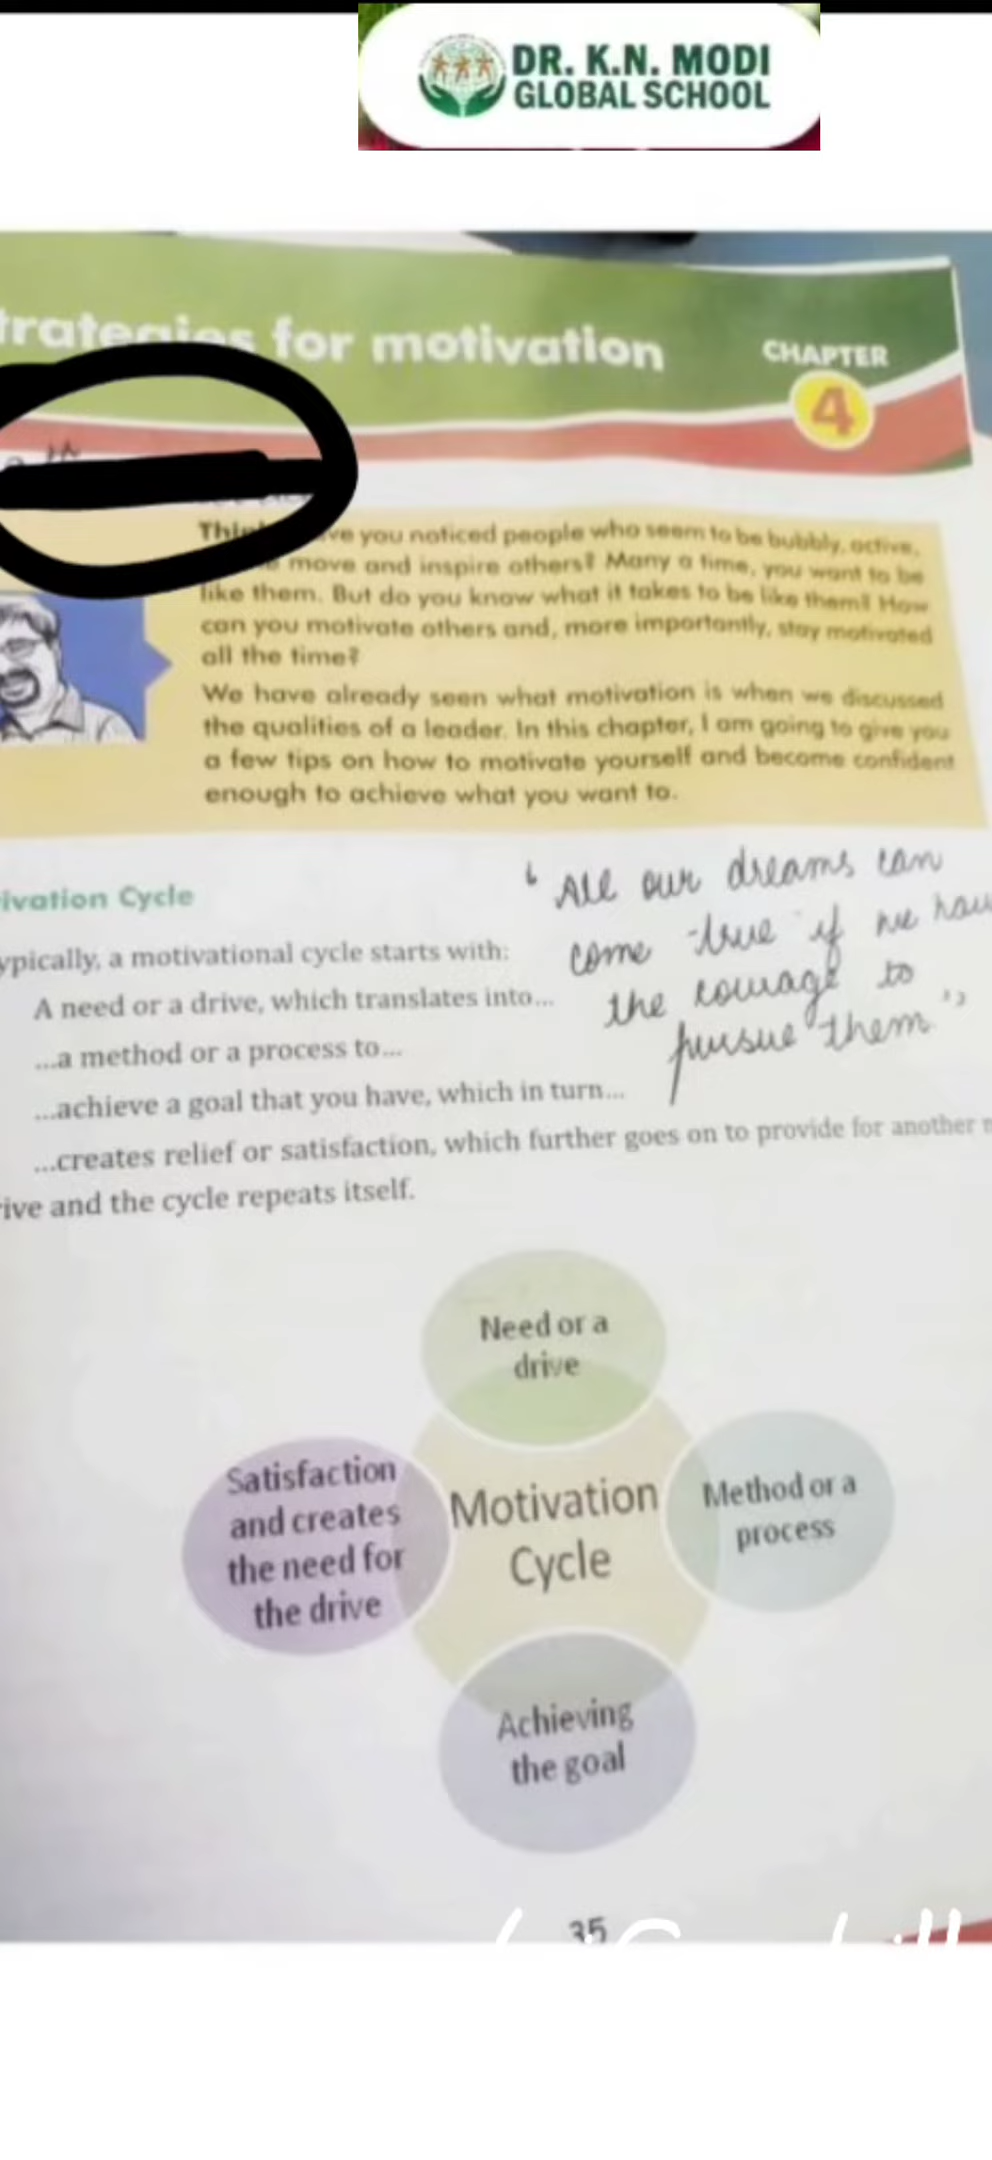 DR. K.N. MODI
GLOBAL SCHOOL
trategies for motivation
CHAPTER
4
ve you noticed people who seem to be bubbly, active,
move and inspire others? Many a time, you want to be
like them. But do you know what it takes to be like them? How
can you motivate others and, more importantly, stay motivated
all the time?
We have already seen what motivation is when we discussed
the qualities of a leader. In this chapter, I am going to give you
a few tips on how to motivate yourself and become confident
enough to achieve what you want to.
ivation Cycle
ypically, a motivational cycle starts with:
A need or a drive, which translates into...
...a method or a process to...
...achieve a goal that you have, which in turn...
...creates relief or satisfaction, which further goes on to provide for another
rive and the cycle repeats itself.
‘ All our dreams can
come true if we hav
the courage to
pursue them ’’
Need or a
drive
Satisfaction
and creates
the need for
the drive
Motivation
Cycle
Method or a
process
Achieving
the goal
35